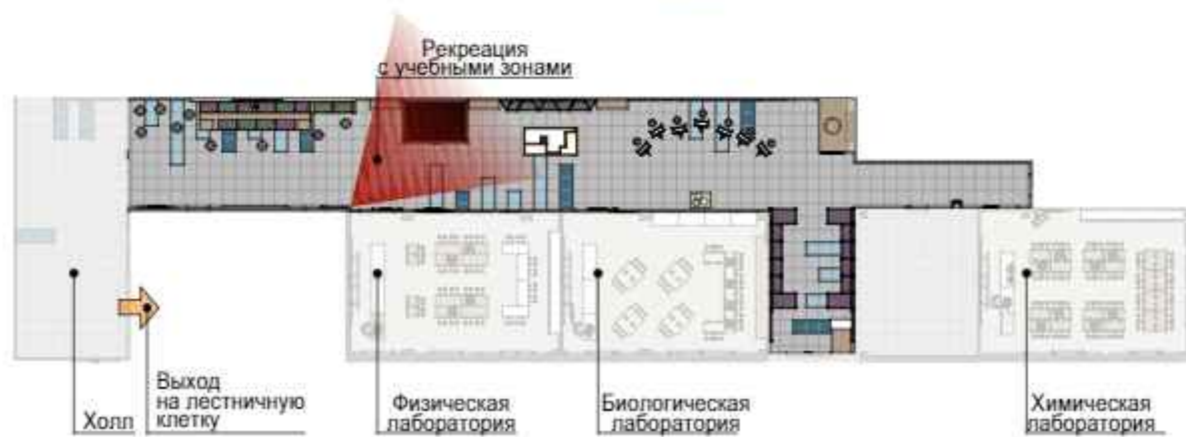 Рекреация
с учебными зонами
Холл
Выход
на лестничную
клетку
Физическая
лаборатория
Биологическая
лаборатория
Химическая
лаборатория